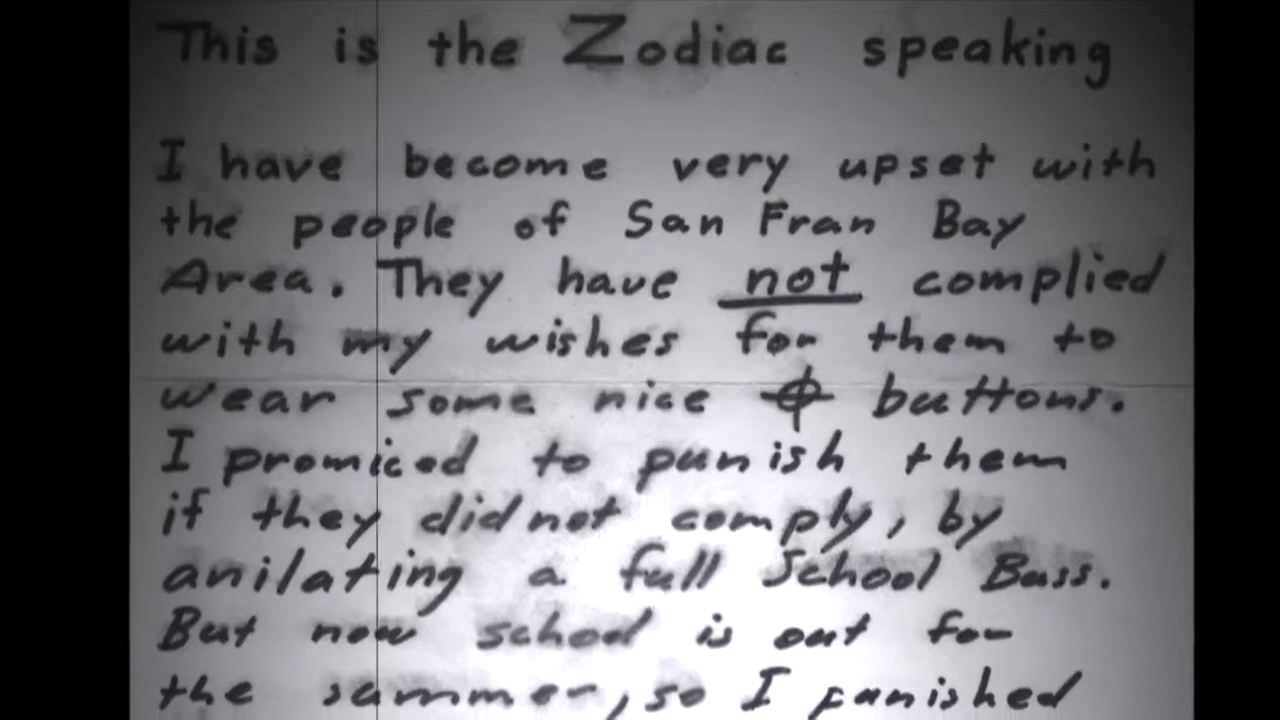 This is the Zodiac speaking
I have become very upset with
the people of San Fran Bay
Area. They have not complied
with my wishes for them to
wear some nice ⌖ buttons.
I promiced to punish them
if they did not comply, by
anilating a full School Buss.
But now school is out for
the summer, so I punished